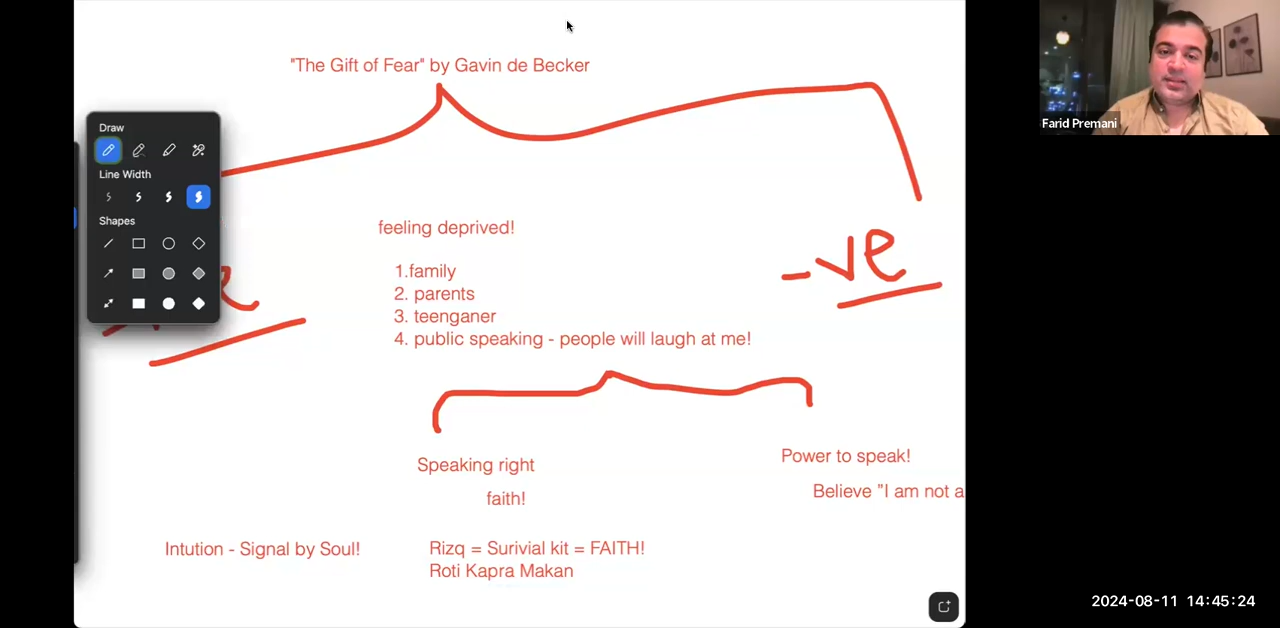 "The Gift of Fear" by Gavin de Becker
Farid Premani
Draw
Line Width
Shapes
-ve
feeling deprived!
1.family
2. parents
3. teenganer
4. public speaking - people will laugh at me!
Speaking right
faith!
Power to speak!
Believe "I am not a
Intution - Signal by Soul!
Rizq = Surivial kit = FAITH!
Roti Kapra Makan
2024-08-11 14:45:24